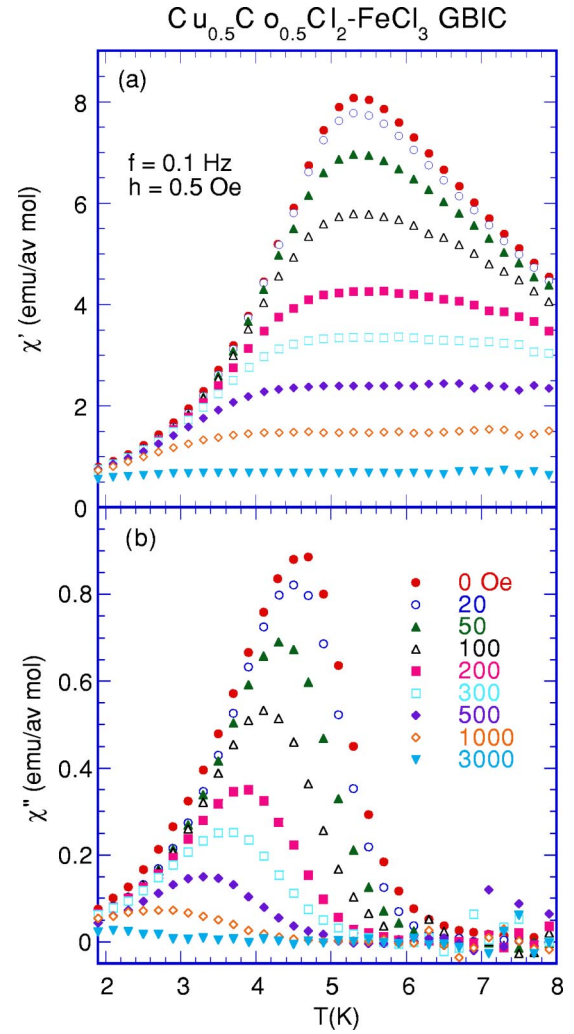 Cu0.5C o0.5Cl2-FeCl3 GBIC
(a)
f = 0.1 Hz
h = 0.5 Oe
χ' (emu/av mol)
8
6
4
2
0
(b)
χ" (emu/av mol)
0.8
0.6
0.4
0.2
0
0 Oe
20
50
100
200
300
500
1000
3000
2 3 4 5 6 7 8
T(K)